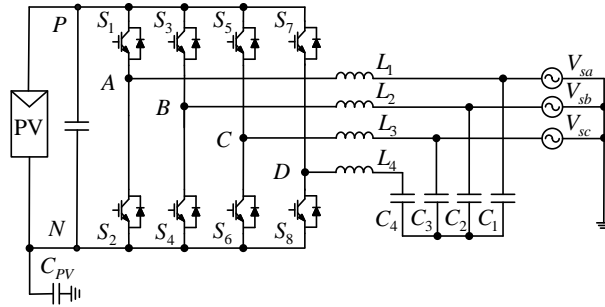 P
S₁
S₃
S₅
S₇
A
L₁
Vsa
B
L₂
Vsb
PV
C
L₃
Vsc
D
L₄
N
S₂
S₄
S₆
S₈
C₄
C₃
C₂
C₁
CPV